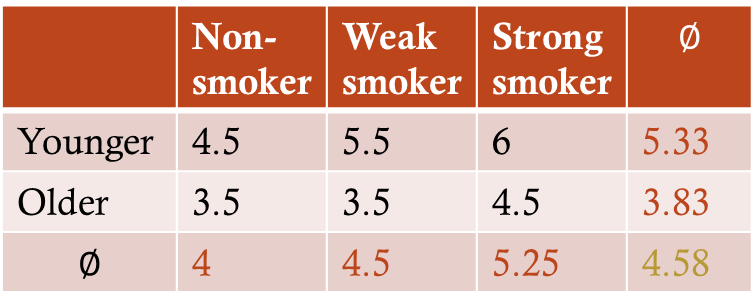 Non-smoker Weak smoker Strong smoker Ø
Younger 4.5 5.5 6 5.33
Older 3.5 3.5 4.5 3.83
Ø 4 4.5 5.25 4.58